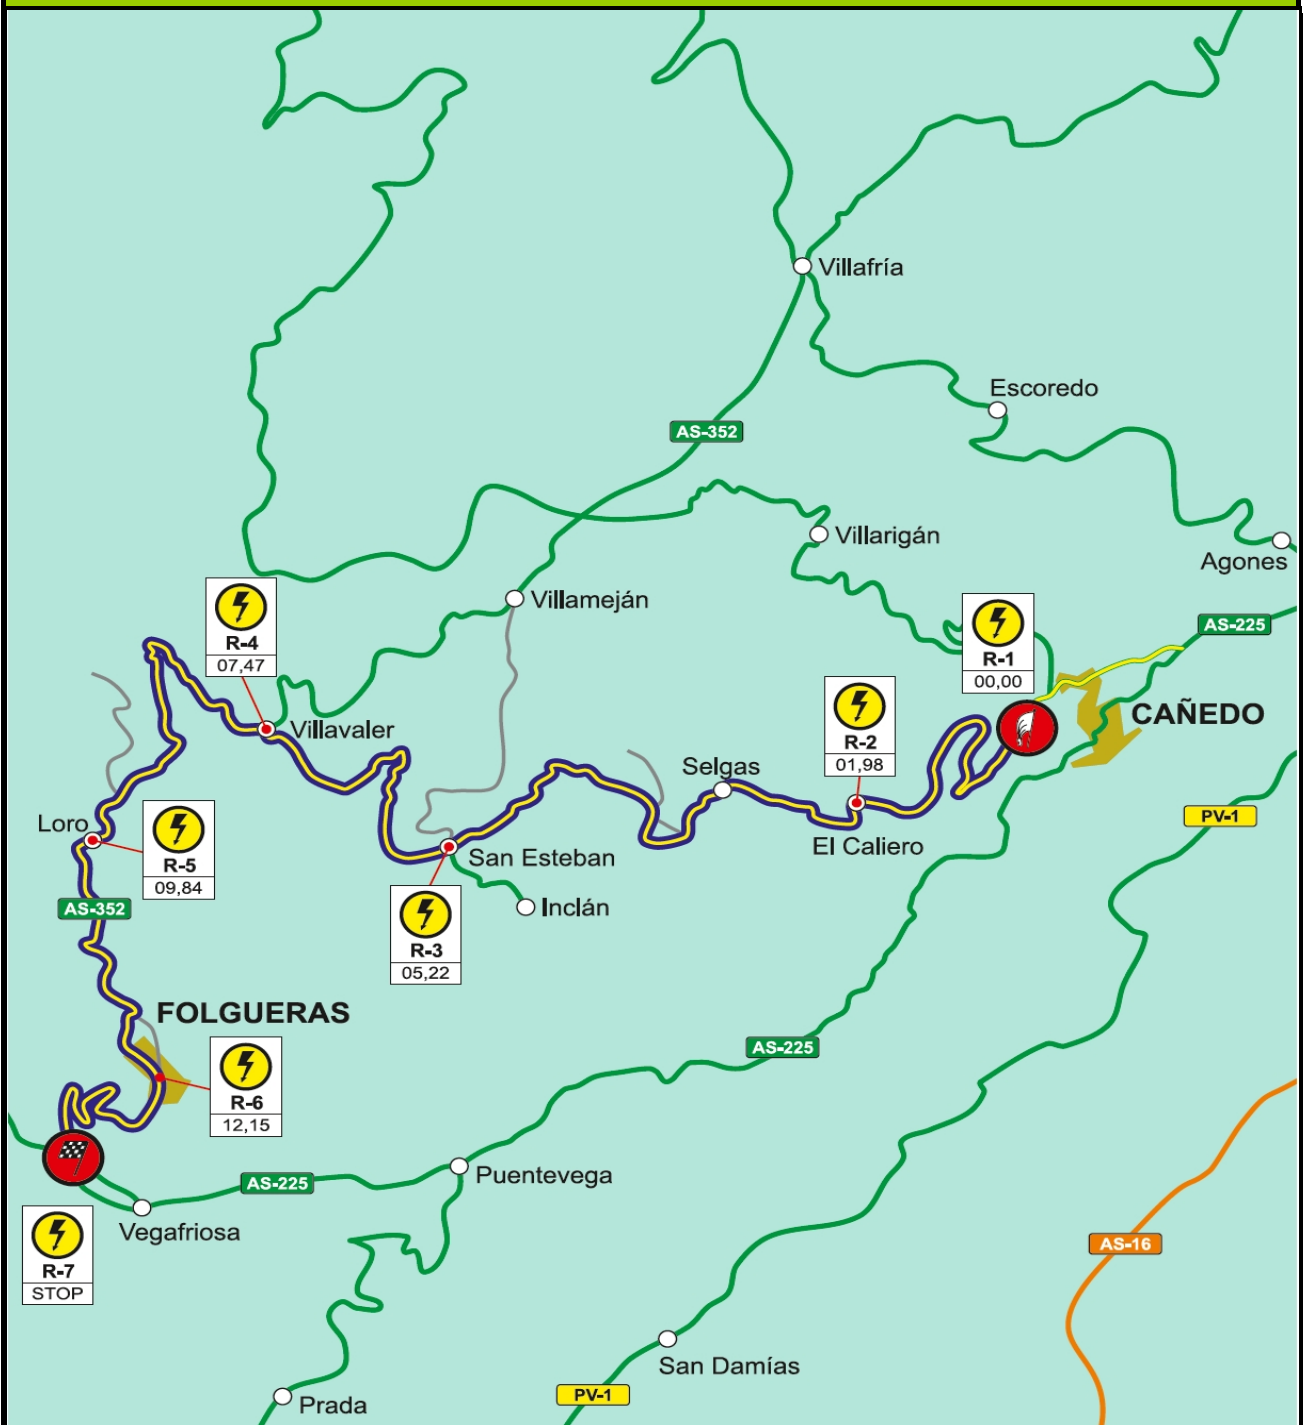 Villafría
Escoredo
AS-352
Villarigán
Agones
Villameján
R-4
07,47
R-1
00,00
AS-225
Villavaler
CAÑEDO
R-2
01,98
Selgas
Loro
R-5
09,84
PV-1
El Caliero
San Esteban
AS-352
Inclán
R-3
05,22
FOLGUERAS
AS-225
R-6
12,15
Puentevega
AS-225
Vegafriosa
AS-16
R-7
STOP
San Damías
PV-1
Prada